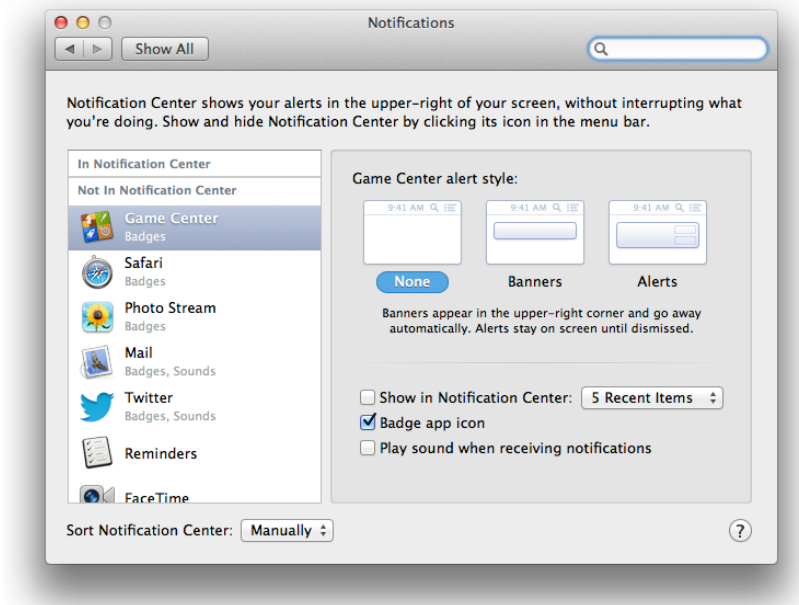 Notifications
Show All
Notification Center shows your alerts in the upper-right of your screen, without interrupting what
you're doing. Show and hide Notification Center by clicking its icon in the menu bar.
In Notification Center
Not In Notification Center
Game Center
Badges
Safari
Badges
Photo Stream
Badges
Mail
Badges, Sounds
Twitter
Badges, Sounds
Reminders
FaceTime
Game Center alert style:
9:41 AM
9:41 AM
9:41 AM
None
Banners
Alerts
Banners appear in the upper-right corner and go away
automatically. Alerts stay on screen until dismissed.
Show in Notification Center: 5 Recent Items
Badge app icon
Play sound when receiving notifications
Sort Notification Center: Manually
?